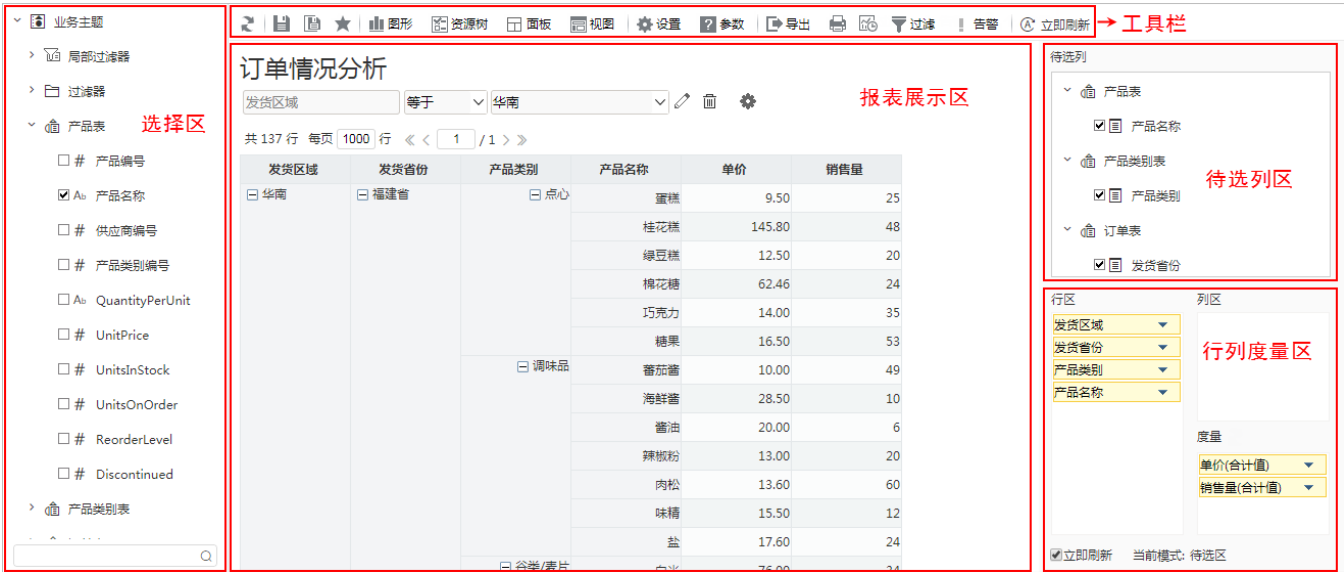 业务主题
局部过滤器
过滤器
产品表
选择区
# 产品编号
Ab 产品名称
# 供应商编号
# 产品类别编号
Ab QuantityPerUnit
# UnitPrice
# UnitsInStock
# UnitsOnOrder
# ReorderLevel
# Discontinued
产品类别表
图形 资源树 面板 视图 设置 ? 参数 导出 过滤 ! 告警 立即刷新
工具栏
订单情况分析
发货区域 等于 华南
报表展示区
共 137 行 每页 1000 行 1 / 1
发货区域 发货省份 产品类别 产品名称 单价 销售量
华南 福建省 点心 蛋糕 9.50 25
桂花糕 145.80 48
绿豆糕 12.50 20
棉花糖 62.46 24
巧克力 14.00 35
糖果 16.50 53
调味品 蕃茄酱 10.00 49
海鲜酱 28.50 10
酱油 20.00 6
辣椒粉 13.00 20
肉松 13.60 60
味精 15.50 12
盐 17.60 24
谷类/麦片 白米 76.00 24
待选列
产品表
产品名称
产品类别表
产品类别
待选列区
订单表
发货省份
行区
发货区域
发货省份
产品类别
产品名称
列区
行列度量区
度量
单价(合计值)
销售量(合计值)
立即刷新 当前模式: 待选区